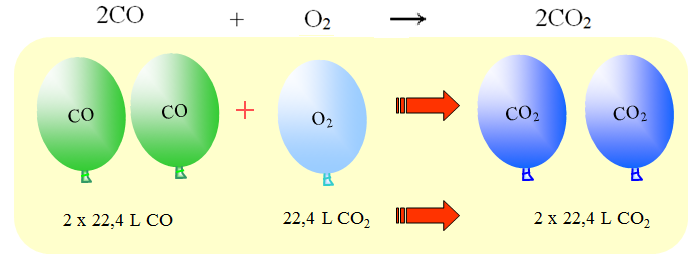 2CO + O₂ → 2CO₂
CO CO + O₂ CO₂ CO₂
2 x 22,4 L CO 22,4 L CO₂ 2 x 22,4 L CO₂